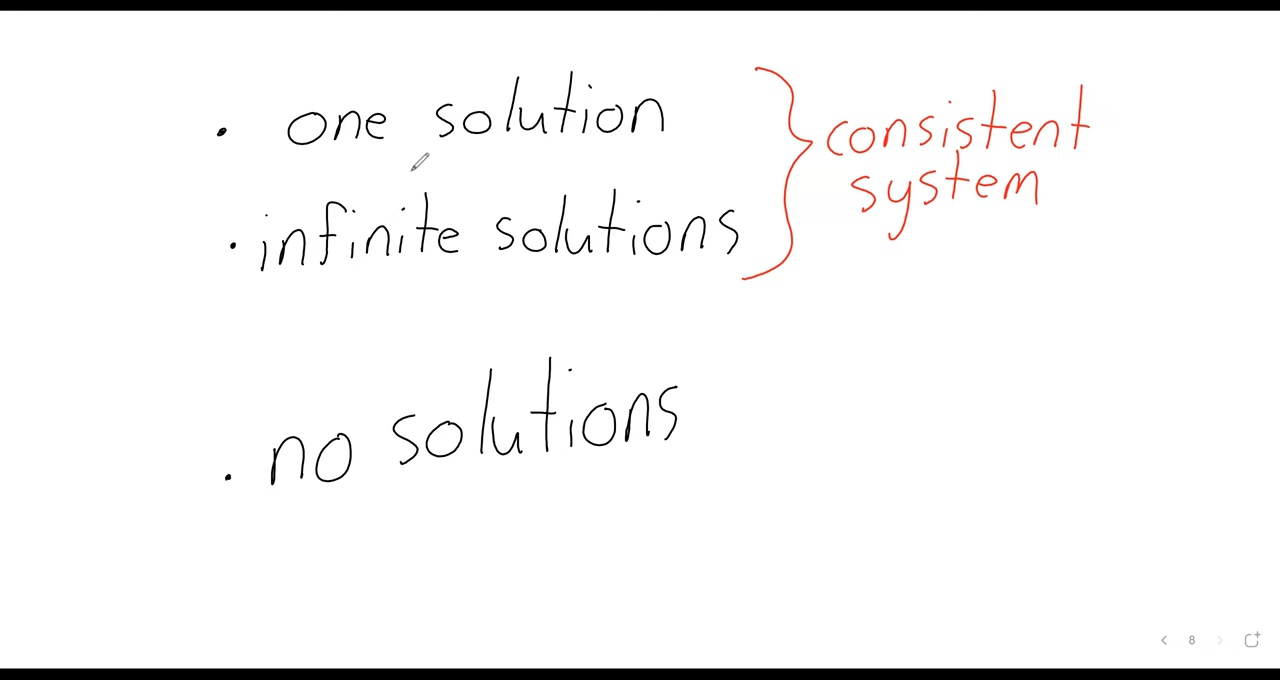 · one solution
· infinite solutions
consistent
system
· no solutions
8